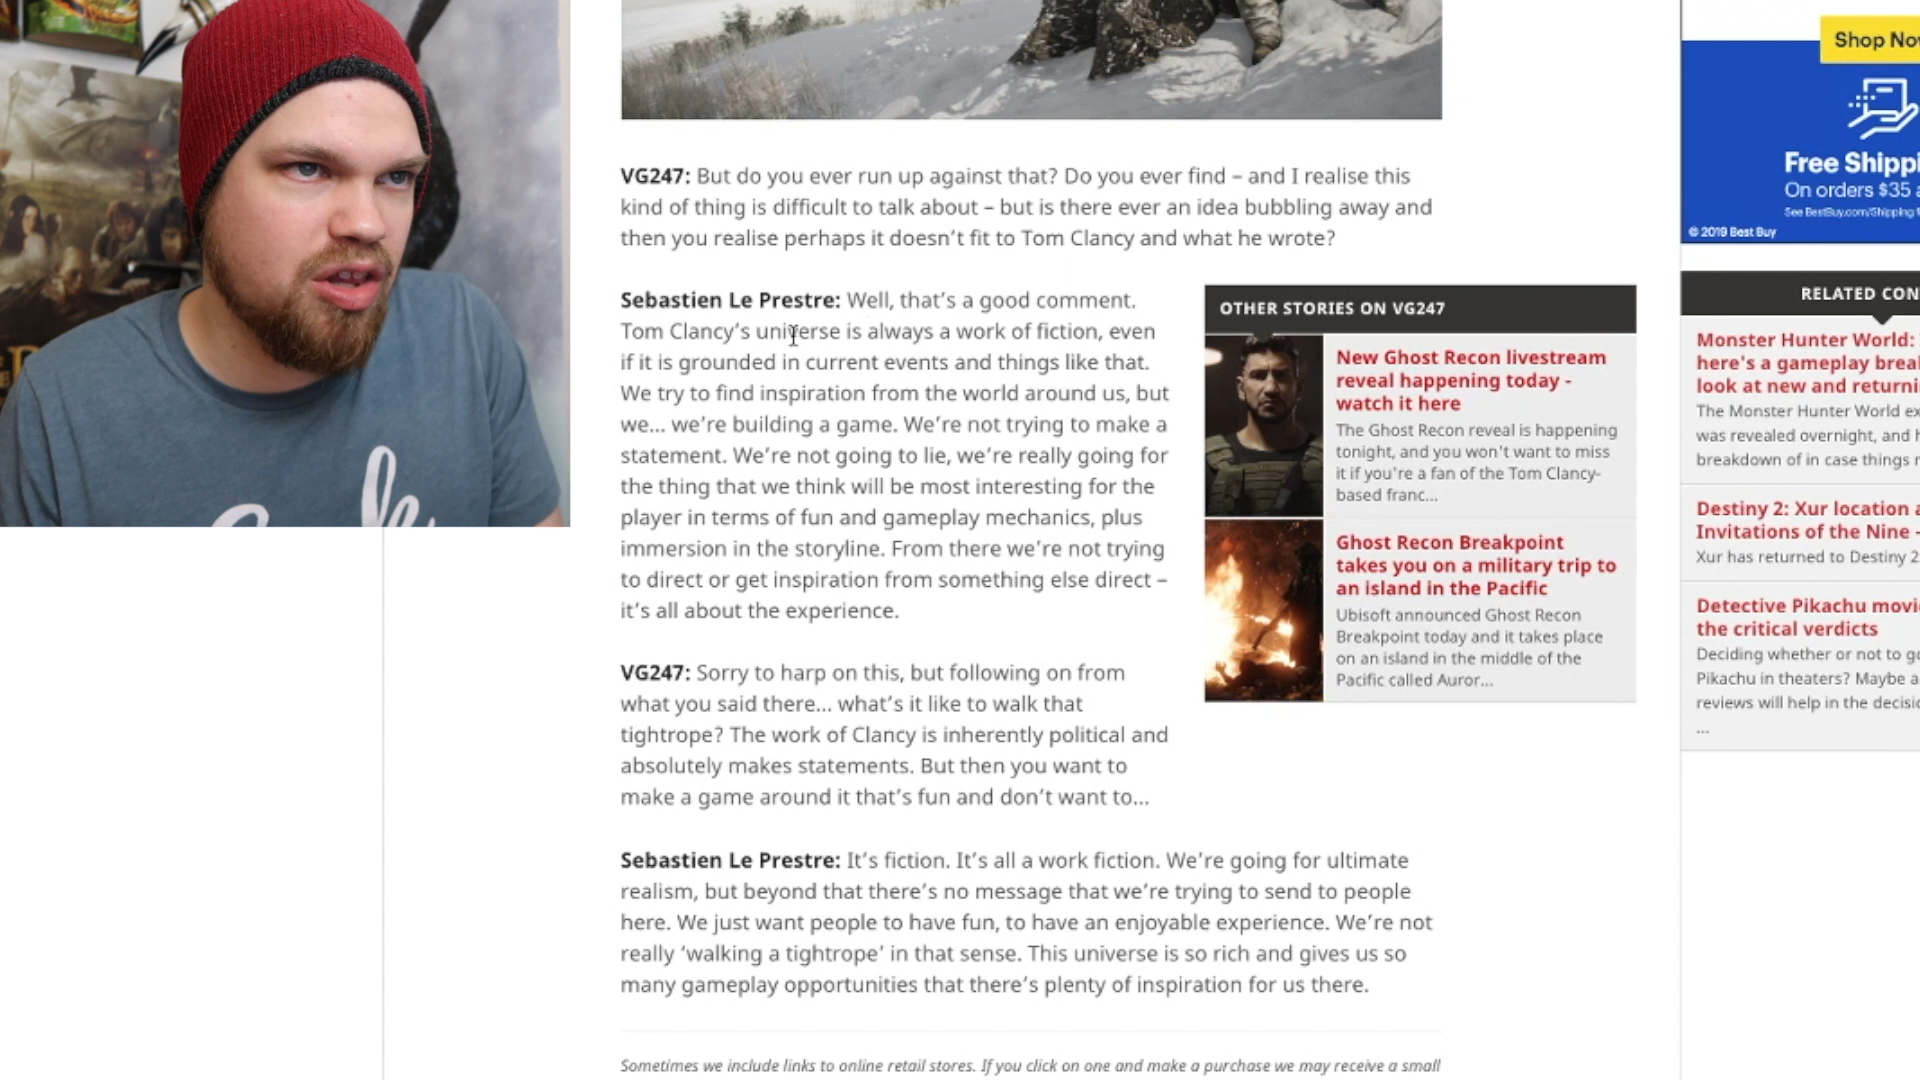 VG247: But do you ever run up against that? Do you ever find – and I realise this
kind of thing is difficult to talk about – but is there ever an idea bubbling away and
then you realise perhaps it doesn’t fit to Tom Clancy and what he wrote?
Sebastien Le Prestre: Well, that’s a good comment.
Tom Clancy’s universe is always a work of fiction, even
if it is grounded in current events and things like that.
We try to find inspiration from the world around us, but
we... we’re building a game. We’re not trying to make a
statement. We’re not going to lie, we’re really going for
the thing that we think will be most interesting for the
player in terms of fun and gameplay mechanics, plus
immersion in the storyline. From there we’re not trying
to direct or get inspiration from something else direct –
it’s all about the experience.
VG247: Sorry to harp on this, but following on from
what you said there... what’s it like to walk that
tightrope? The work of Clancy is inherently political and
absolutely makes statements. But then you want to
make a game around it that’s fun and don’t want to...
Sebastien Le Prestre: It’s fiction. It’s all a work fiction. We’re going for ultimate
realism, but beyond that there’s no message that we’re trying to send to people
here. We just want people to have fun, to have an enjoyable experience. We’re not
really ‘walking a tightrope’ in that sense. This universe is so rich and gives us so
many gameplay opportunities that there’s plenty of inspiration for us there.
Sometimes we include links to online retail stores. If you click on one and make a purchase we may receive a small
OTHER STORIES ON VG247
New Ghost Recon livestream
reveal happening today -
watch it here
The Ghost Recon reveal is happening
tonight, and you won't want to miss
it if you're a fan of the Tom Clancy-
based franc...
Ghost Recon Breakpoint
takes you on a military trip to
an island in the Pacific
Ubisoft announced Ghost Recon
Breakpoint today and it takes place
on an island in the middle of the
Pacific called Auror...
Shop No
Free Shippi
On orders $35 a
See BestBuy.com/Shipping
© 2019 Best Buy
RELATED CON
Monster Hunter World:
here's a gameplay brea
look at new and returni
The Monster Hunter World ex
was revealed overnight, and h
breakdown of in case things
Destiny 2: Xur location a
Invitations of the Nine -
Xur has returned to Destiny 2
Detective Pikachu movi
the critical verdicts
Deciding whether or not to go
Pikachu in theaters? Maybe a
reviews will help in the decisi
...